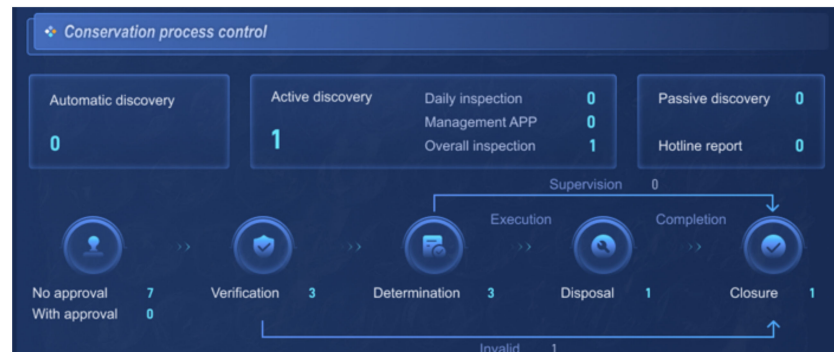 Conservation process control
Automatic discovery
0
Active discovery
1
Daily inspection 0
Management APP 0
Overall inspection 1
Passive discovery 0
Hotline report 0
Supervision 0
Execution
Completion
No approval 7
With approval 0
Verification 3
Determination 3
Disposal 1
Closure 1
Invalid 1